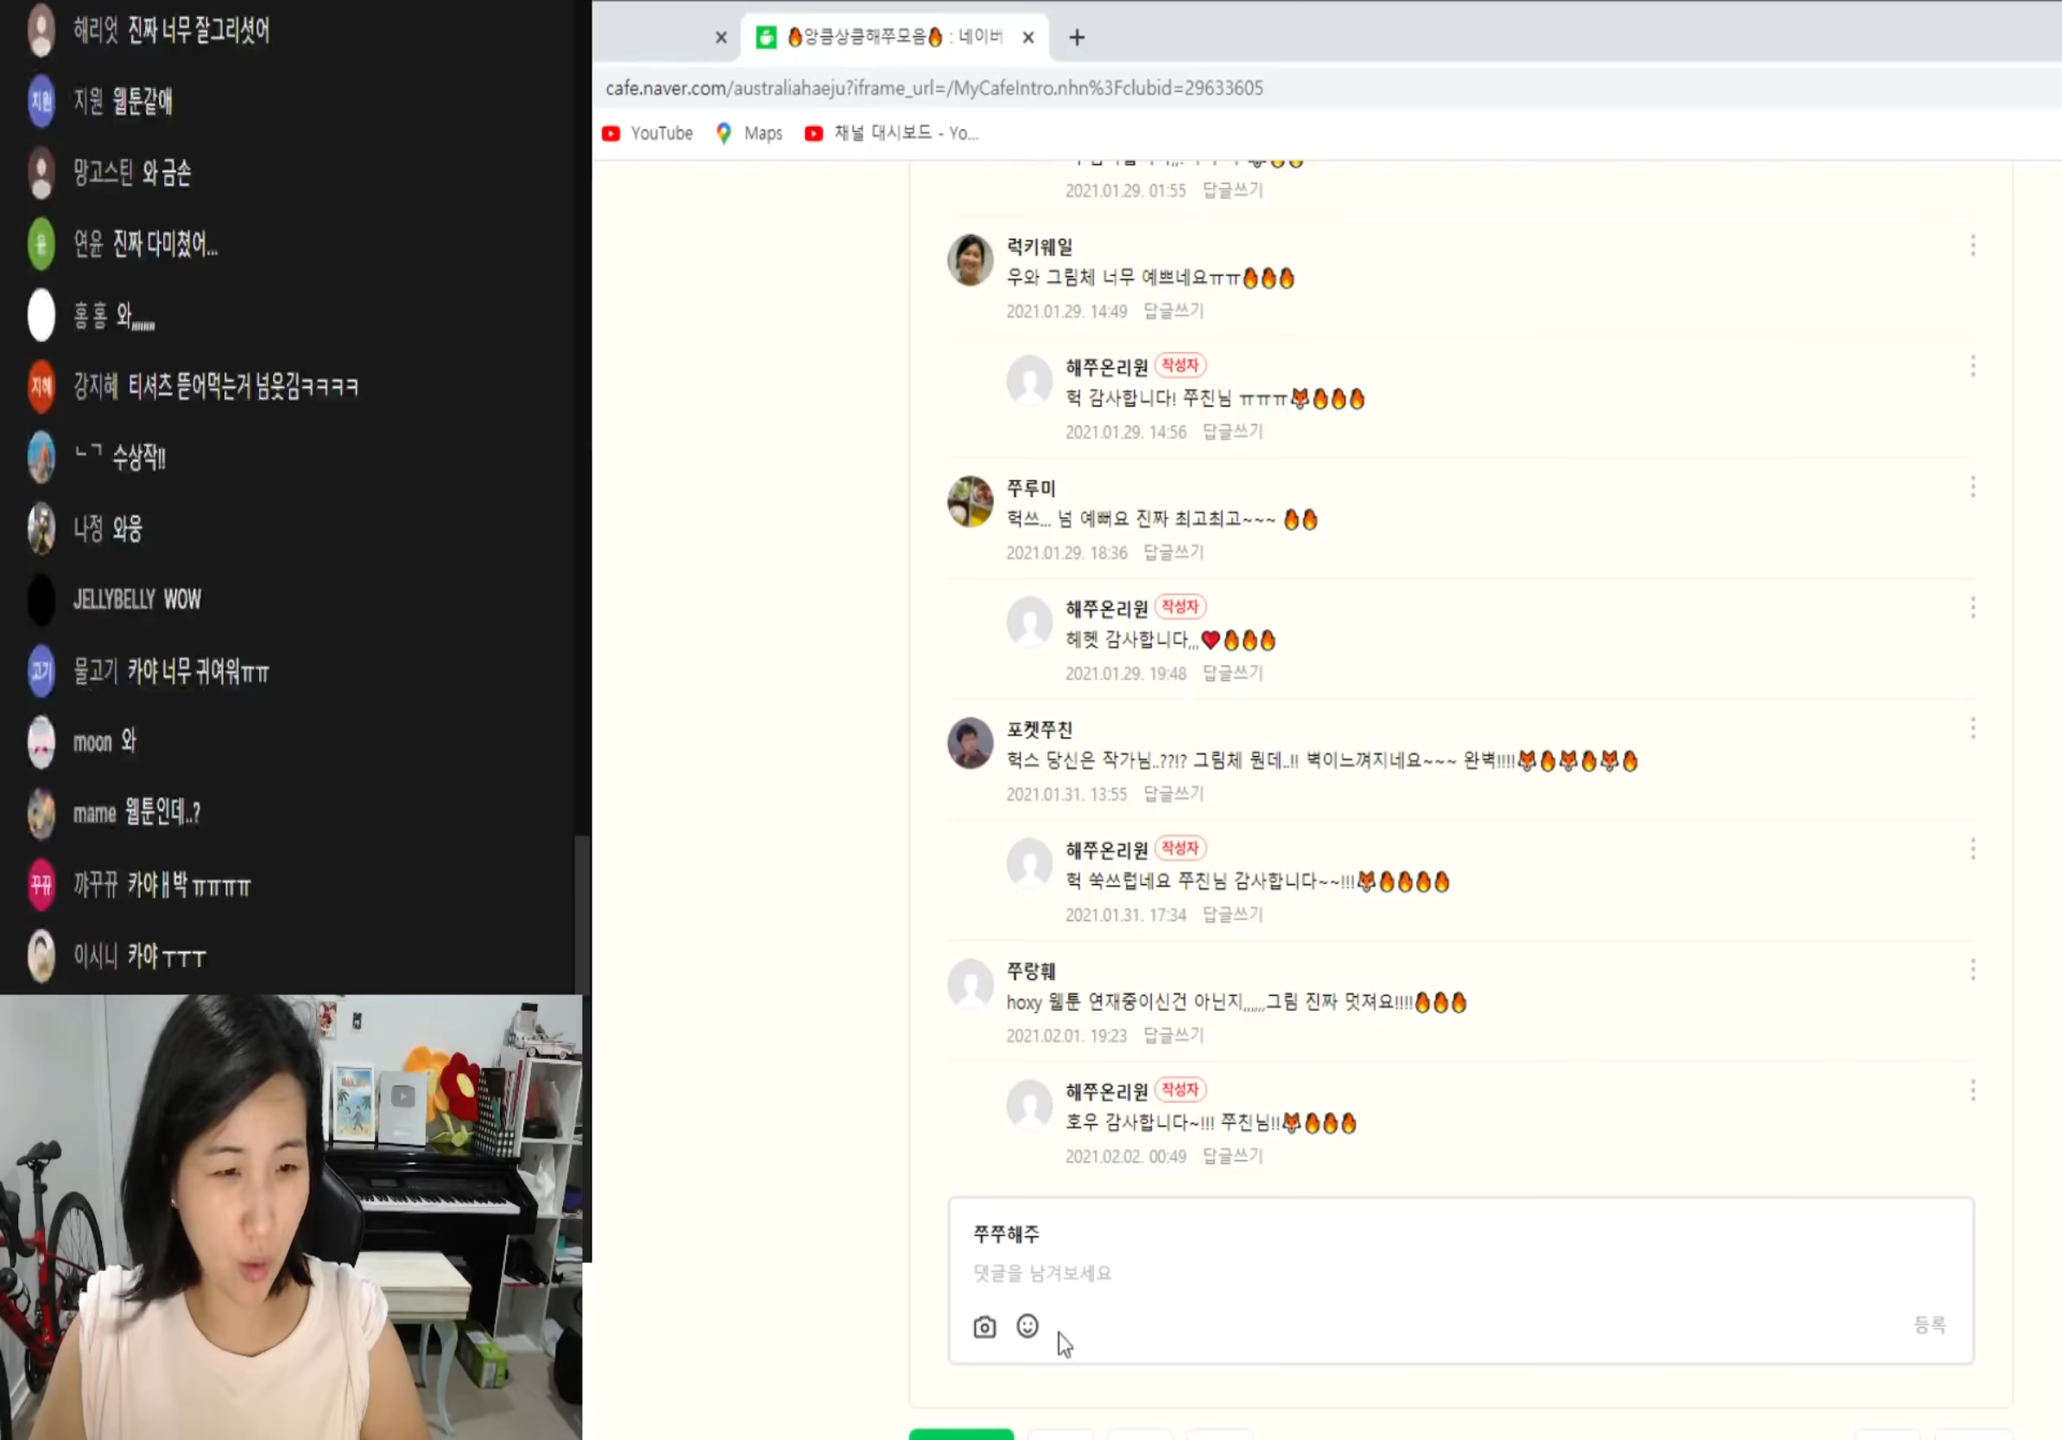 해리엇 진짜 너무 잘그리셧어
지원 지원 웹툰같애
망고스틴 와 금손
윤 연윤 진짜 다미쳤어...
홍 홍 와,,,,,,,
지혜 강지혜 티셔츠 뜯어먹는거 넘웃김ㅋㅋㅋㅋ
ㄴㄱ 수상작!!
나정 와웅
JELLYBELLY WOW
고기 물고기 카야 너무 귀여워ㅠㅠ
moon 와
mame 웹툰인데..?
꾸뀨 꺄꾸뀨 카야ㅐ박 ㅠㅠㅠㅠ
이시니 카야 ㅜㅜㅜ
🔥앙큼상큼해쭈모음🔥 : 네이버
cafe.naver.com/australiahaeju?iframe_url=/MyCafeIntro.nhn%3Fclubid=29633605
YouTube Maps 채널 대시보드 - Yo...
2021.01.29. 01:55 답글쓰기
럭키웨일
우와 그림체 너무 예쁘네요ㅠㅠ🔥🔥🔥
2021.01.29. 14:49 답글쓰기
해쭈온리원 작성자
헉 감사합니다! 쭈친님 ㅠㅠㅠ🦊🔥🔥🔥
2021.01.29. 14:56 답글쓰기
쭈루미
헉쓰... 넘 예뻐요 진짜 최고최고~~~ 🔥🔥
2021.01.29. 18:36 답글쓰기
해쭈온리원 작성자
헤헷 감사합니다,,,❤️🔥🔥🔥
2021.01.29. 19:48 답글쓰기
포켓쭈친
헉스 당신은 작가님..??!? 그림체 뭔데..!! 벽이느껴지네요~~~ 완벽!!!!🦊🔥🦊🔥🦊🔥
2021.01.31. 13:55 답글쓰기
해쭈온리원 작성자
헉 쑥쓰럽네요 쭈친님 감사합니다~~!!!🦊🔥🔥🔥🔥
2021.01.31. 17:34 답글쓰기
쭈랑훼
hoxy 웹툰 연재중이신건 아닌지,,,,,,그림 진짜 멋져요!!!!🔥🔥🔥
2021.02.01. 19:23 답글쓰기
해쭈온리원 작성자
호우 감사합니다~!!! 쭈친님!!🦊🔥🔥🔥
2021.02.02. 00:49 답글쓰기
쭈쭈해주
댓글을 남겨보세요
등록